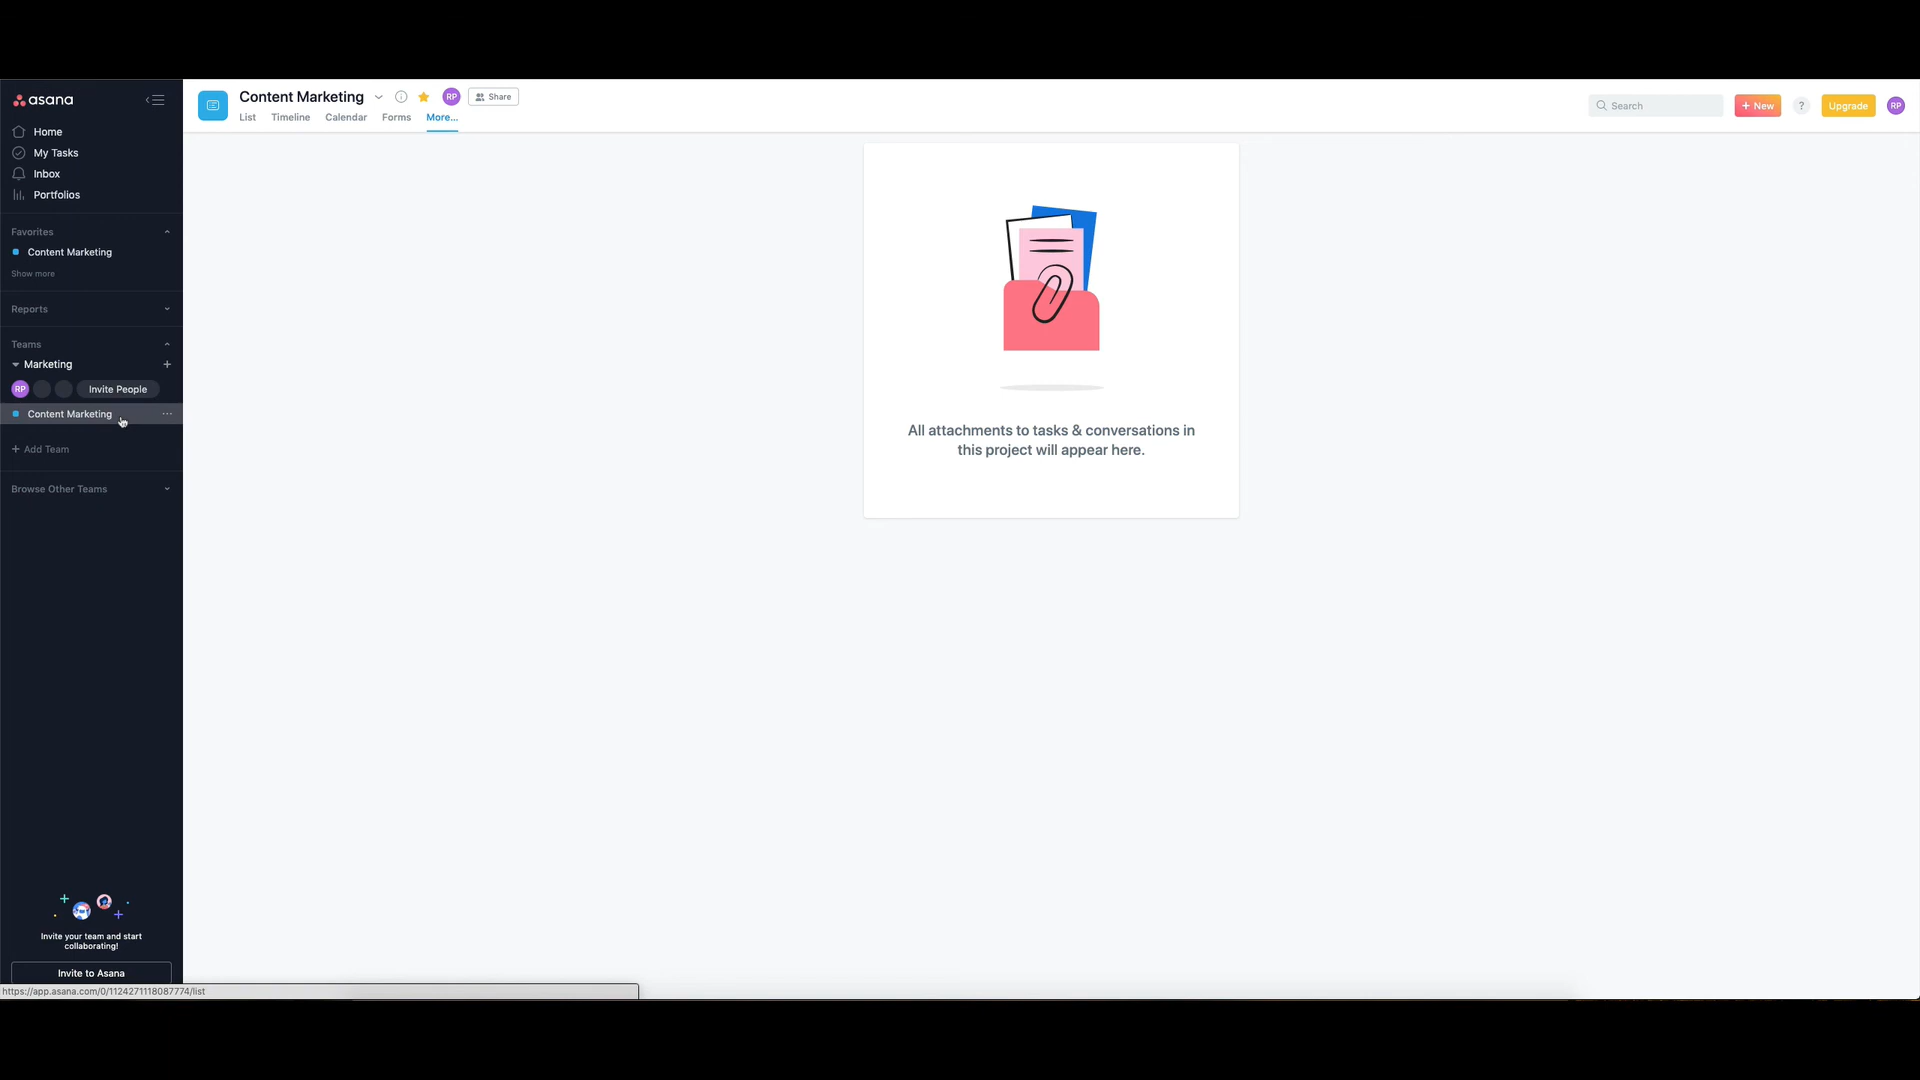 asana
Home
My Tasks
Inbox
Portfolios
Favorites
Content Marketing
Show more
Reports
Teams
Marketing
RP
Invite People
Content Marketing
+ Add Team
Browse Other Teams
Invite your team and start
collaborating!
Invite to Asana
https://app.asana.com/0/1124271118087774/list
Content Marketing
RP
Share
List Timeline Calendar Forms More...
Search
+ New
?
Upgrade
RP
All attachments to tasks & conversations in
this project will appear here.